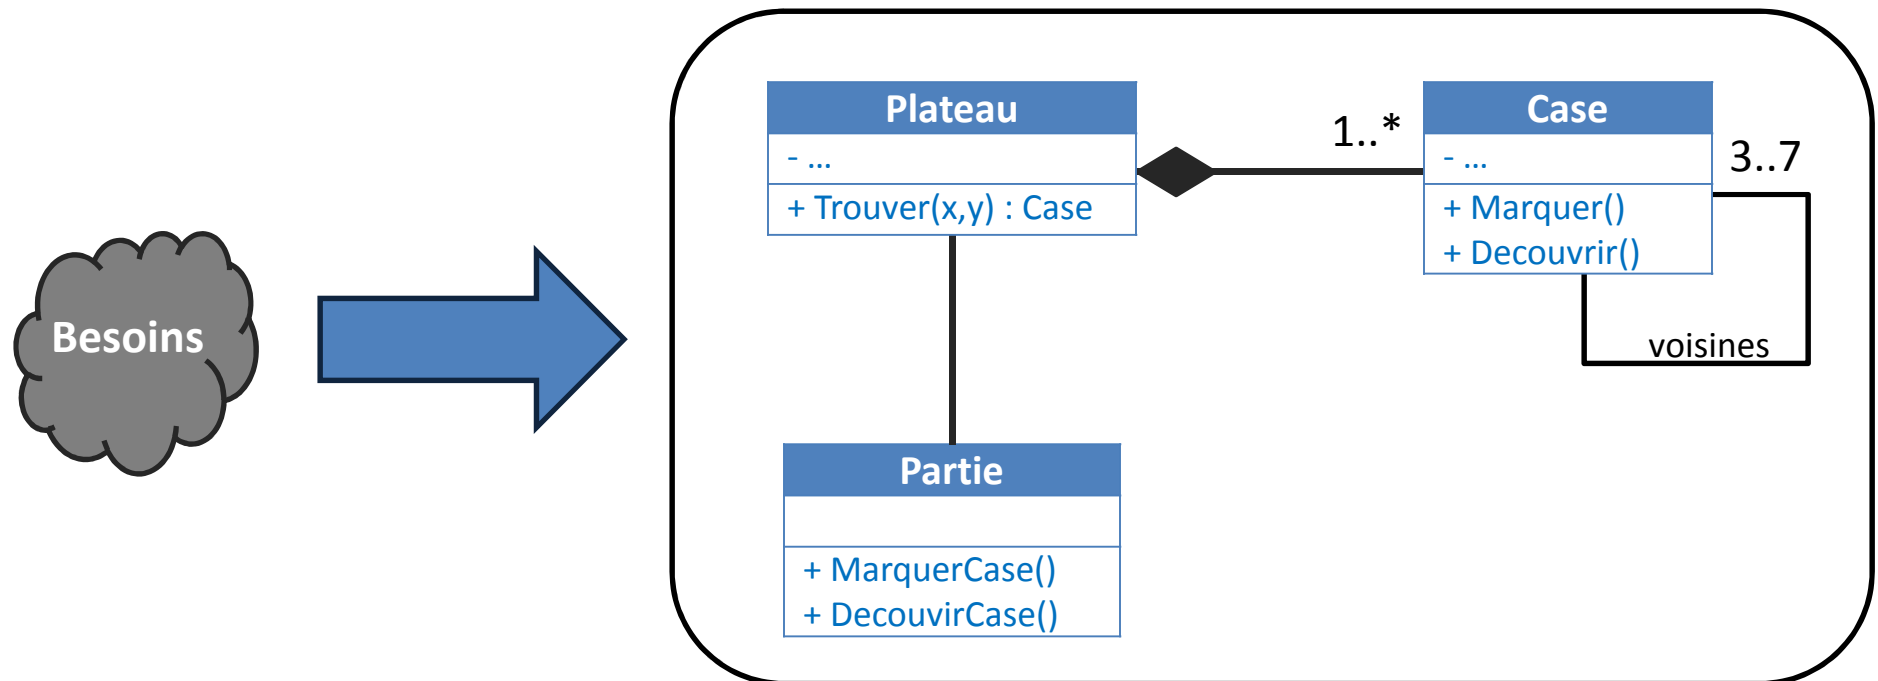 Besoins
Plateau
- ...
+ Trouver(x,y) : Case
1..*
Case
- ...
+ Marquer()
+ Decouvrir()
3..7
voisines
Partie
+ MarquerCase()
+ DecouvirCase()